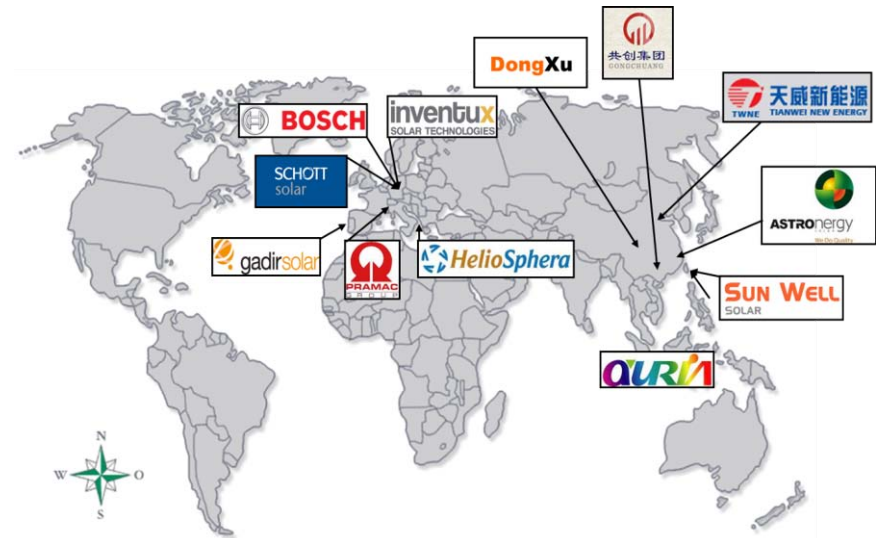 DongXu
共创集团
GONGCHUANG
天威新能源
TWNE TIANWEI NEW ENERGY
BOSCH
inventux
SOLAR TECHNOLOGIES
SCHOTT
solar
ASTRONERGY
We Do Quality
gadirsolar
PRAMAC
GROUP
HelioSphera
SUN WELL
SOLAR
auria
N
W O
S